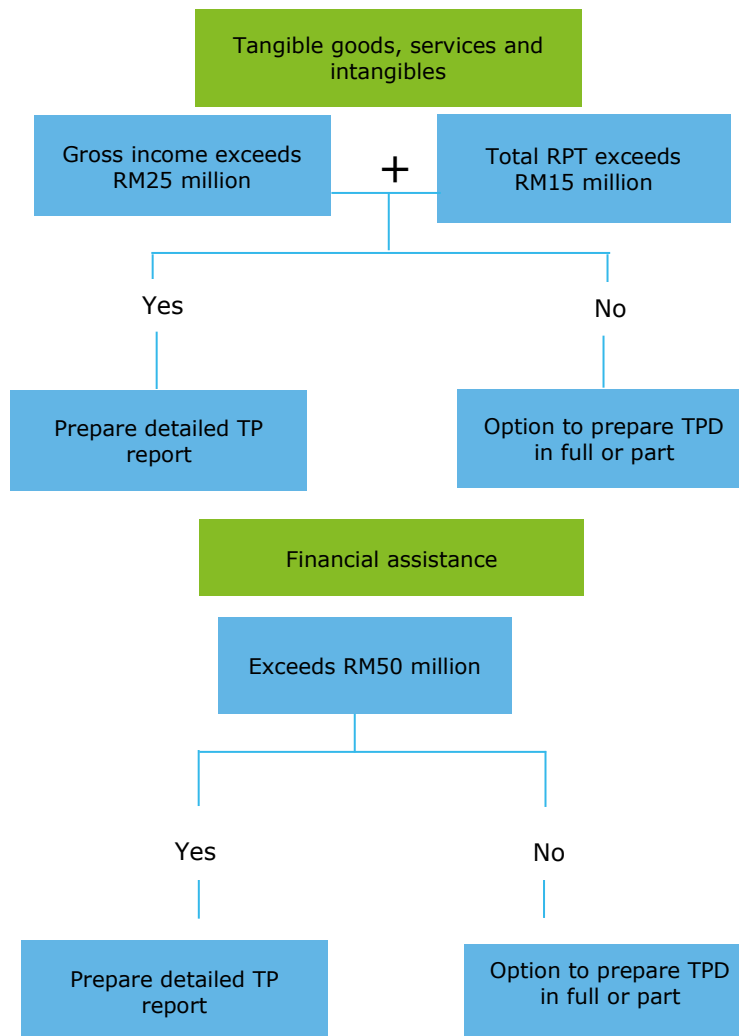 Tangible goods, services and
intangibles
Gross income exceeds
RM25 million
+
Total RPT exceeds
RM15 million
Yes
No
Prepare detailed TP
report
Option to prepare TPD
in full or part
Financial assistance
Exceeds RM50 million
Yes
No
Prepare detailed TP
report
Option to prepare TPD
in full or part